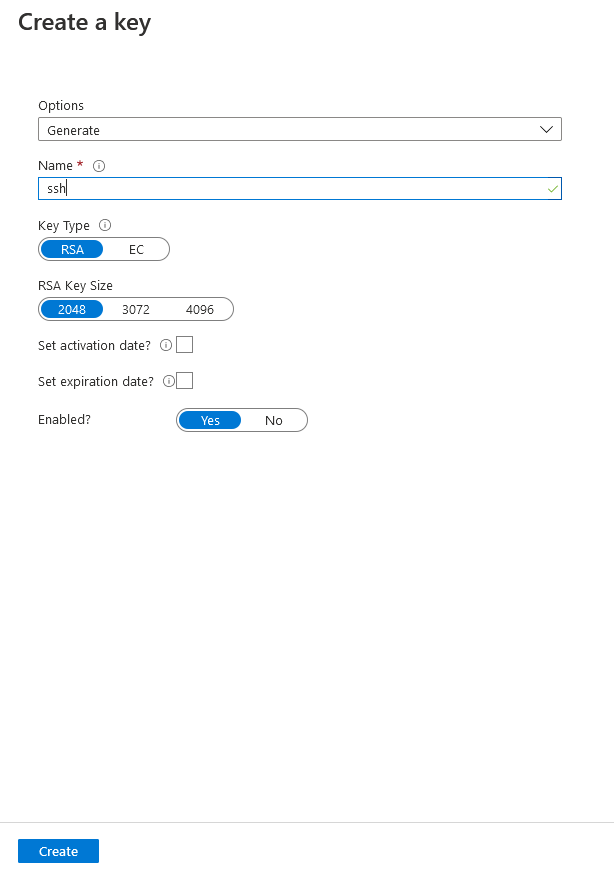 Create a key
Options
Generate
Name *
ssh
Key Type
RSA EC
RSA Key Size
2048 3072 4096
Set activation date?
Set expiration date?
Enabled? Yes No
Create